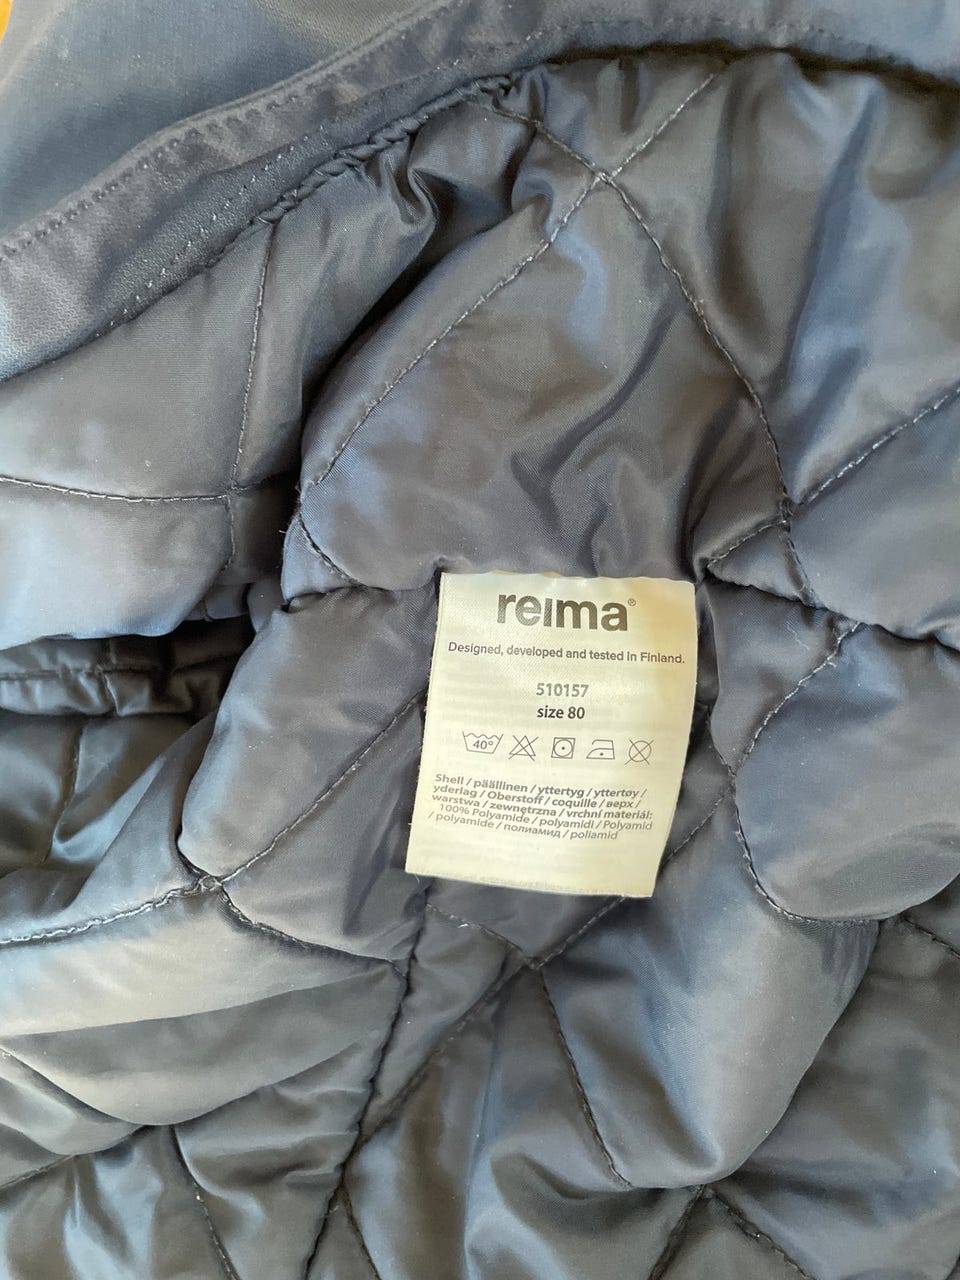 reima®
Designed, developed and tested in Finland.
510157
size 80
40°
Shell / päällinen / yttertyg / yttertøy /
yderlag / Oberstoff / coquille / верх /
warstwa / zewnętrzna / vrchní materiál:
100% Polyamide / polyamidi / Polyamid
/ polyamide / полиамид / poliamid